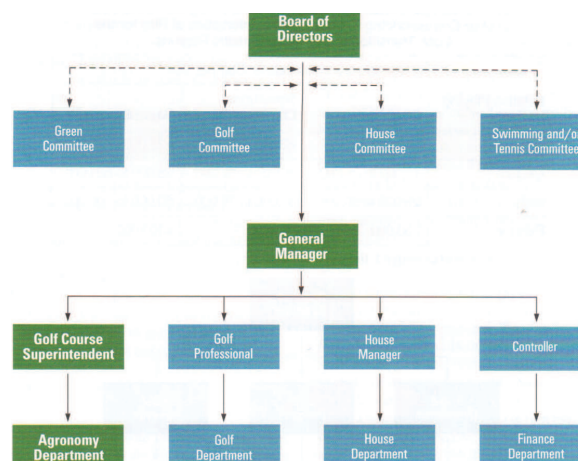 Board of
Directors
Green
Committee
Golf
Committee
House
Committee
Swimming and/o
Tennis Committee
General
Manager
Golf Course
Superintendent
Golf
Professional
House
Manager
Controller
Agronomy
Department
Golf
Department
House
Department
Finance
Department